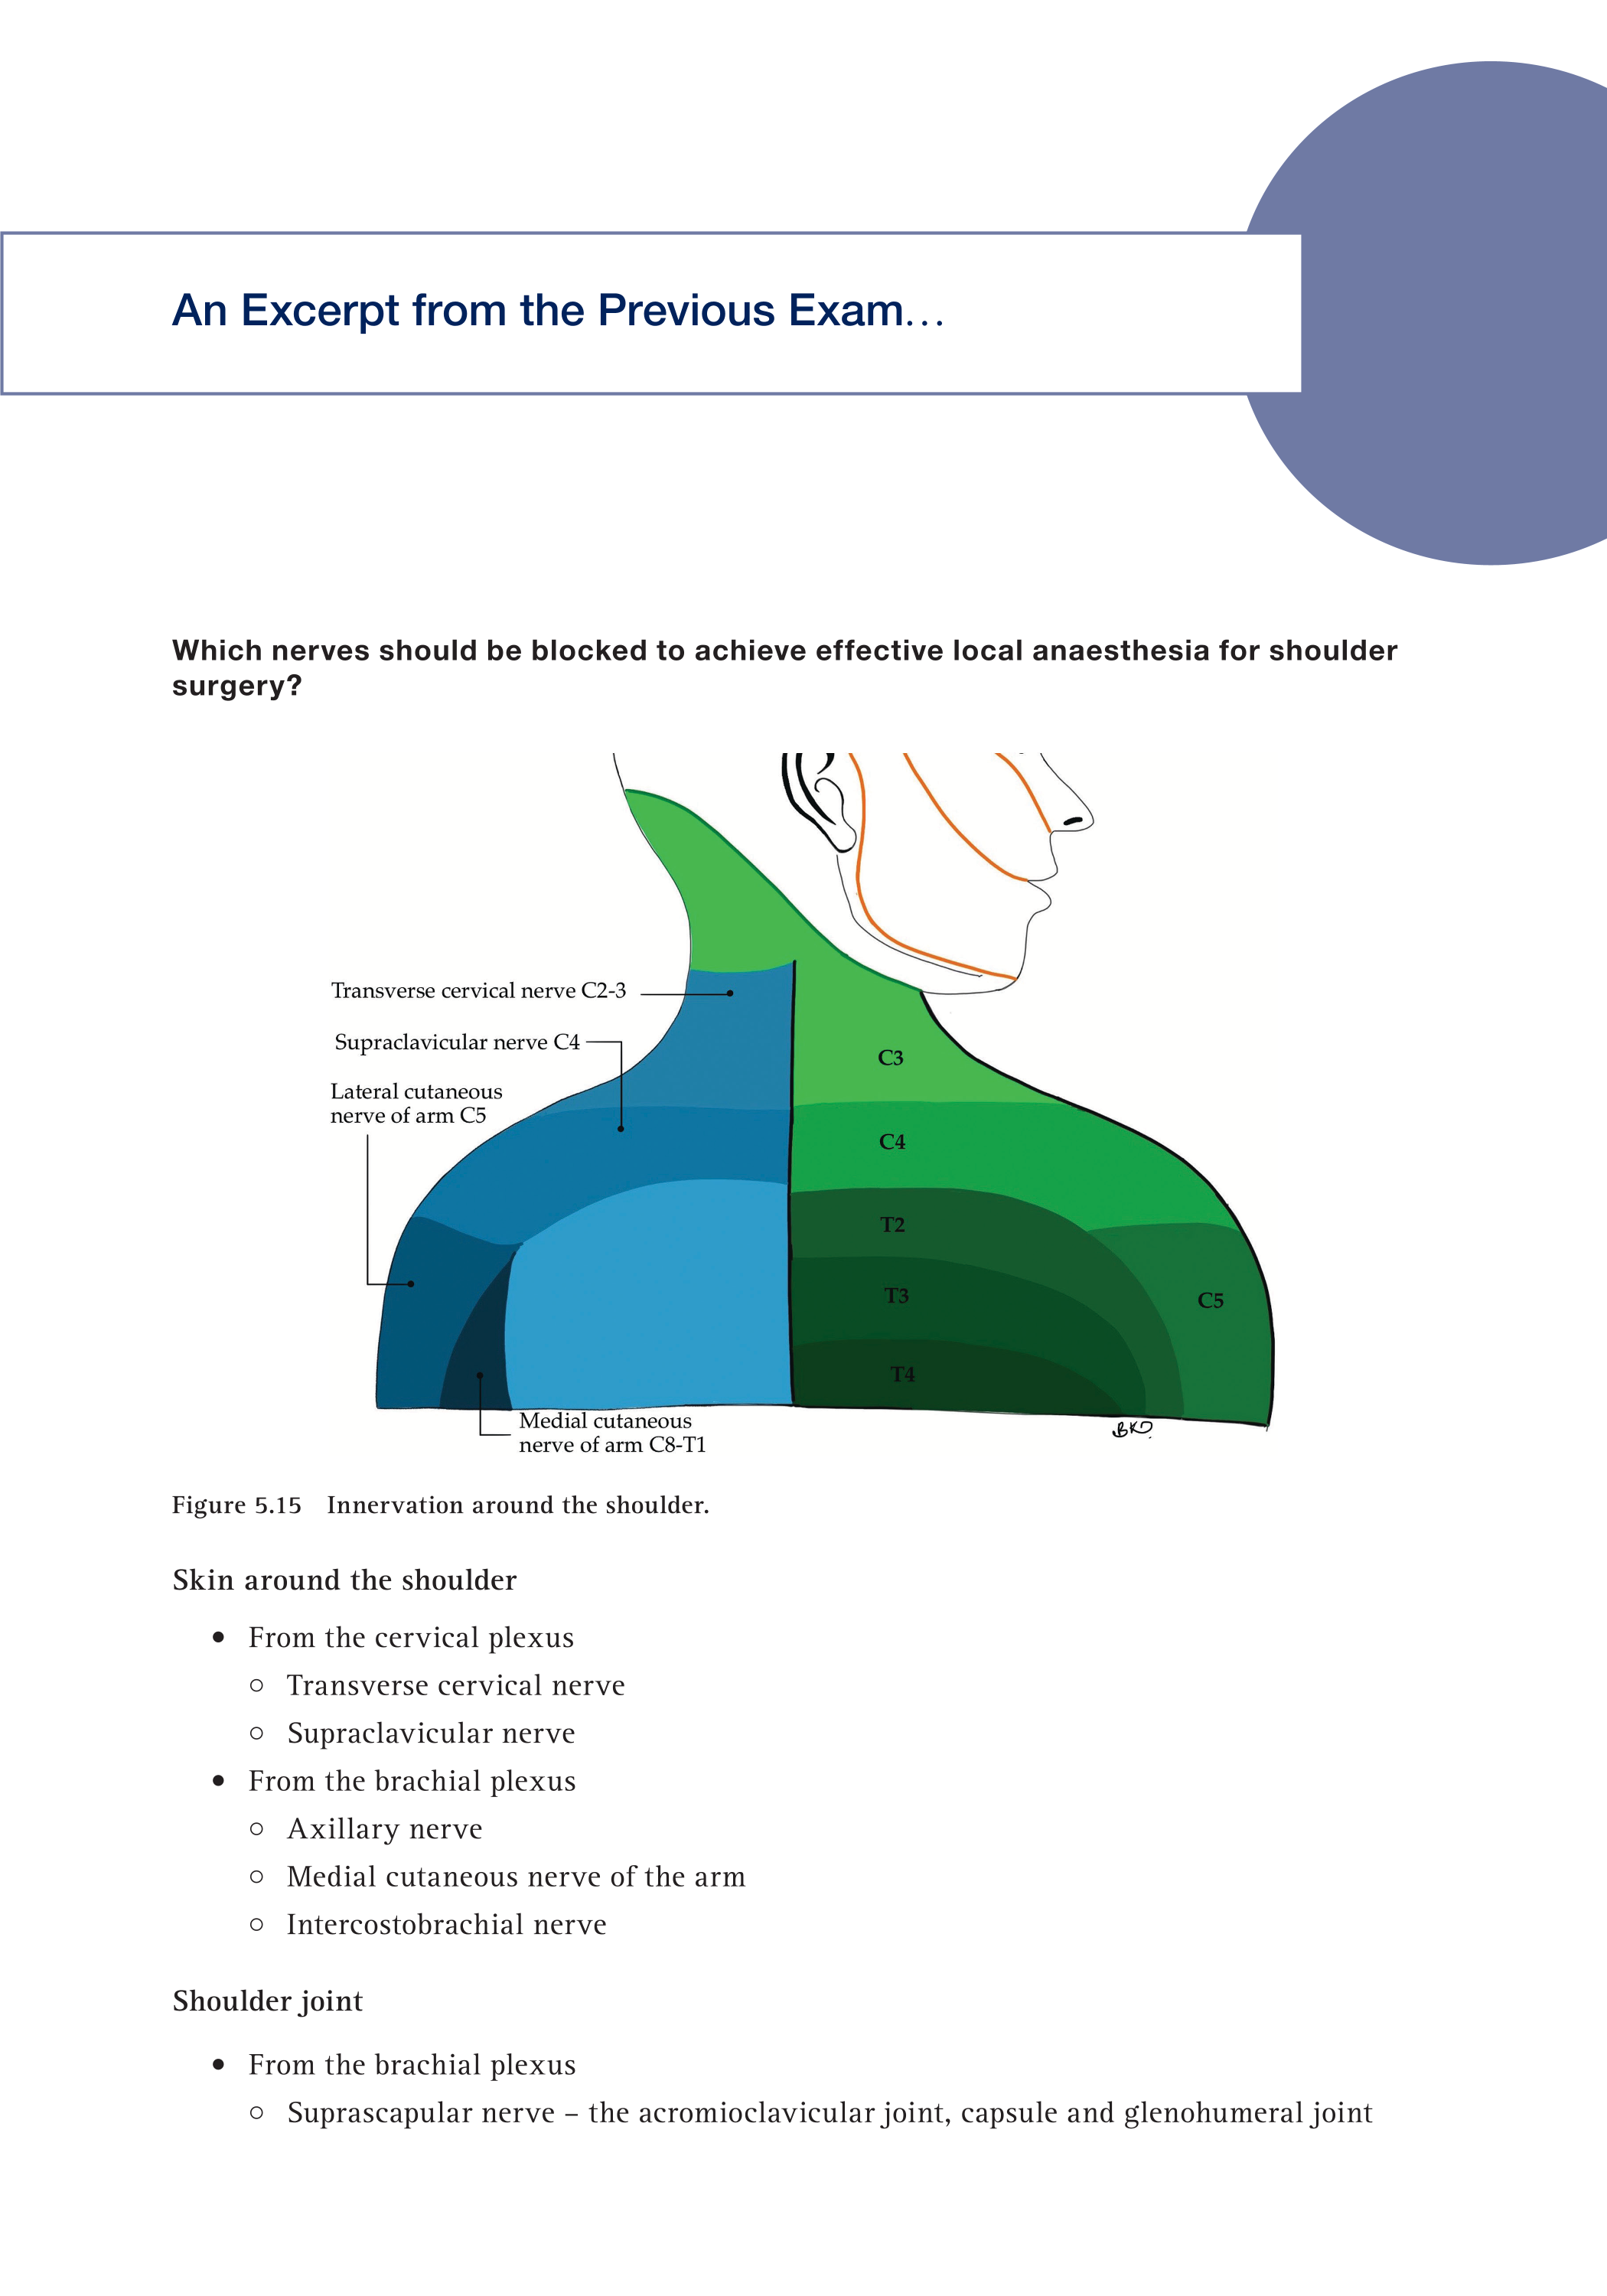 An Excerpt from the Previous Exam…
Which nerves should be blocked to achieve effective local anaesthesia for shoulder
surgery?
Transverse cervical nerve C2-3
Supraclavicular nerve C4
Lateral cutaneous
nerve of arm C5
C3
C4
T2
T3
C5
T4
Medial cutaneous
nerve of arm C8-T1
BKD
Figure 5.15 Innervation around the shoulder.
Skin around the shoulder
• From the cervical plexus
○ Transverse cervical nerve
○ Supraclavicular nerve
• From the brachial plexus
○ Axillary nerve
○ Medial cutaneous nerve of the arm
○ Intercostobrachial nerve
Shoulder joint
• From the brachial plexus
○ Suprascapular nerve – the acromioclavicular joint, capsule and glenohumeral joint